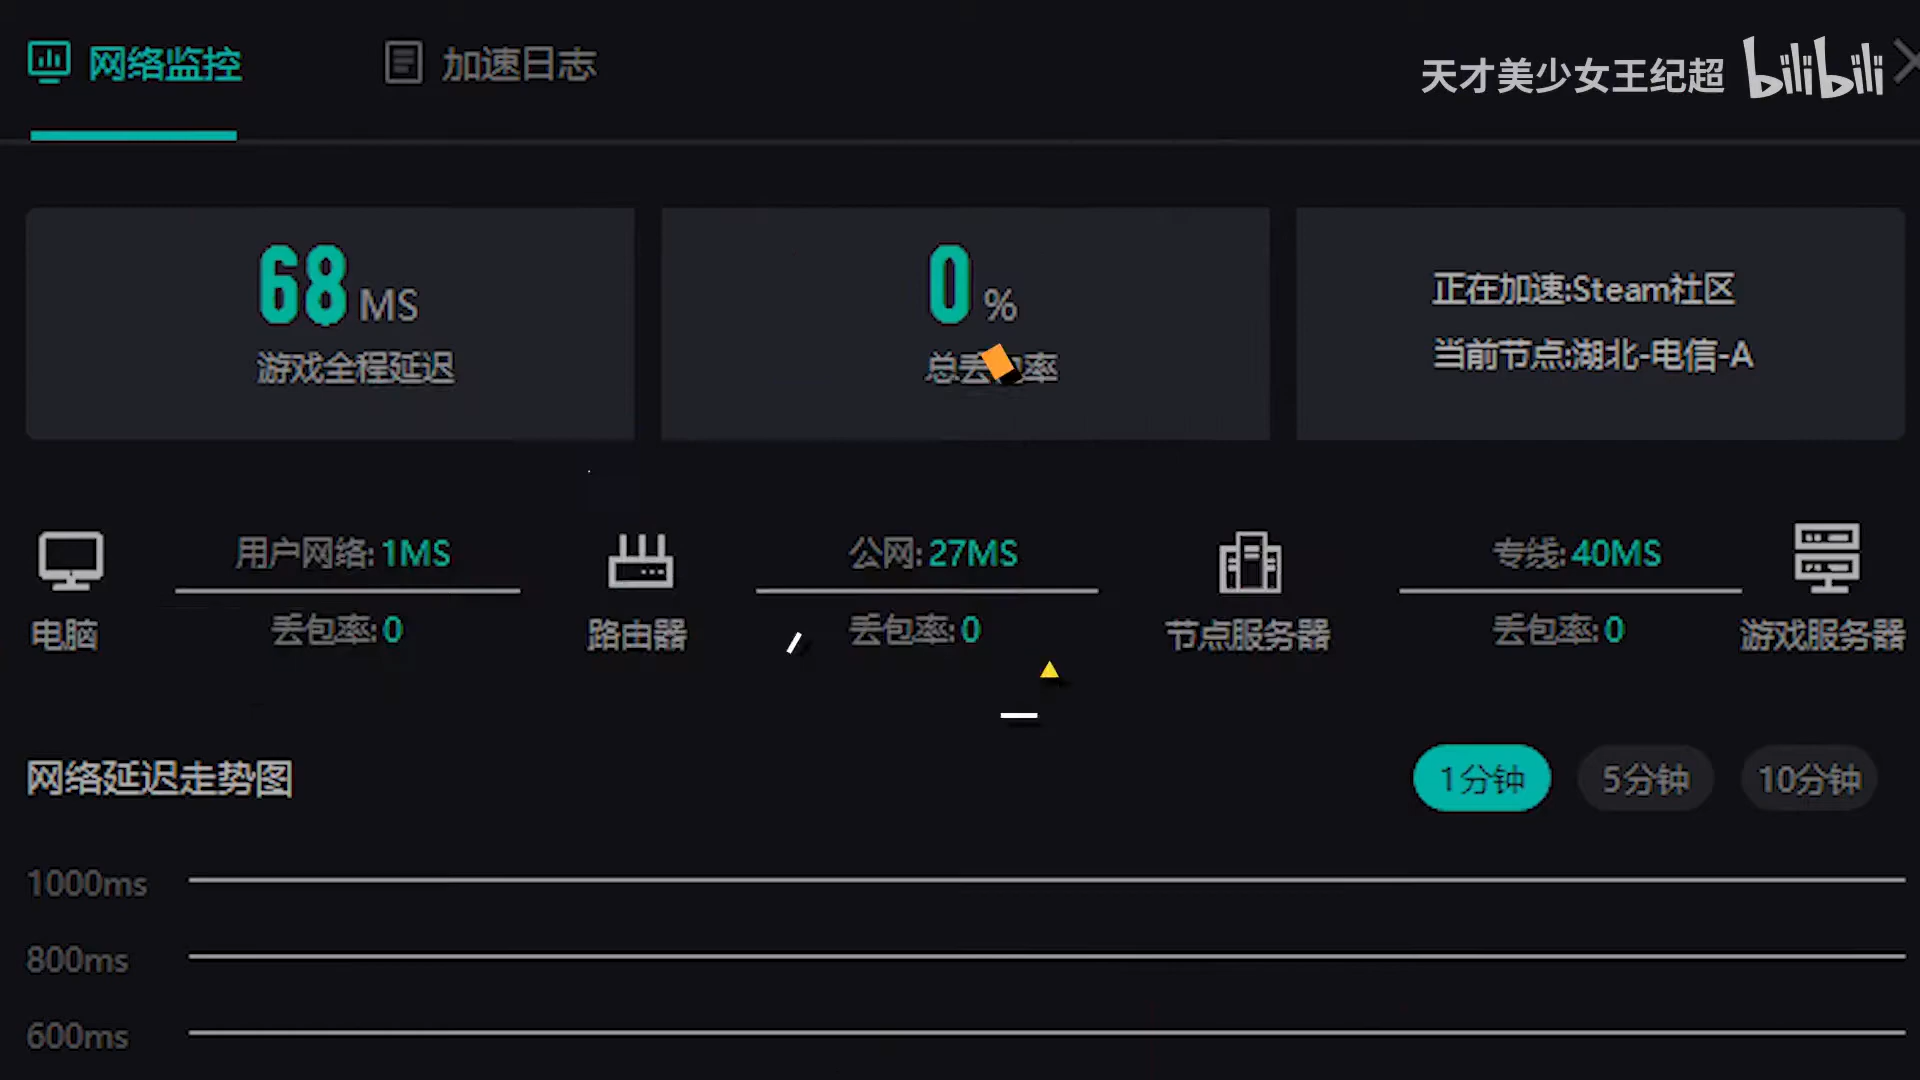 网络监控
加速日志
天才美少女王纪超 bilibili
68 MS
游戏全程延迟
0 %
总丢 率
正在加速:Steam社区
当前节点:湖北-电信-A
用户网络:1MS
公网:27MS
专线:40MS
电脑
丢包率:0
路由器
丢包率:0
节点服务器
丢包率:0
游戏服务器
网络延迟走势图
1分钟
5分钟
10分钟
1000ms
800ms
600ms